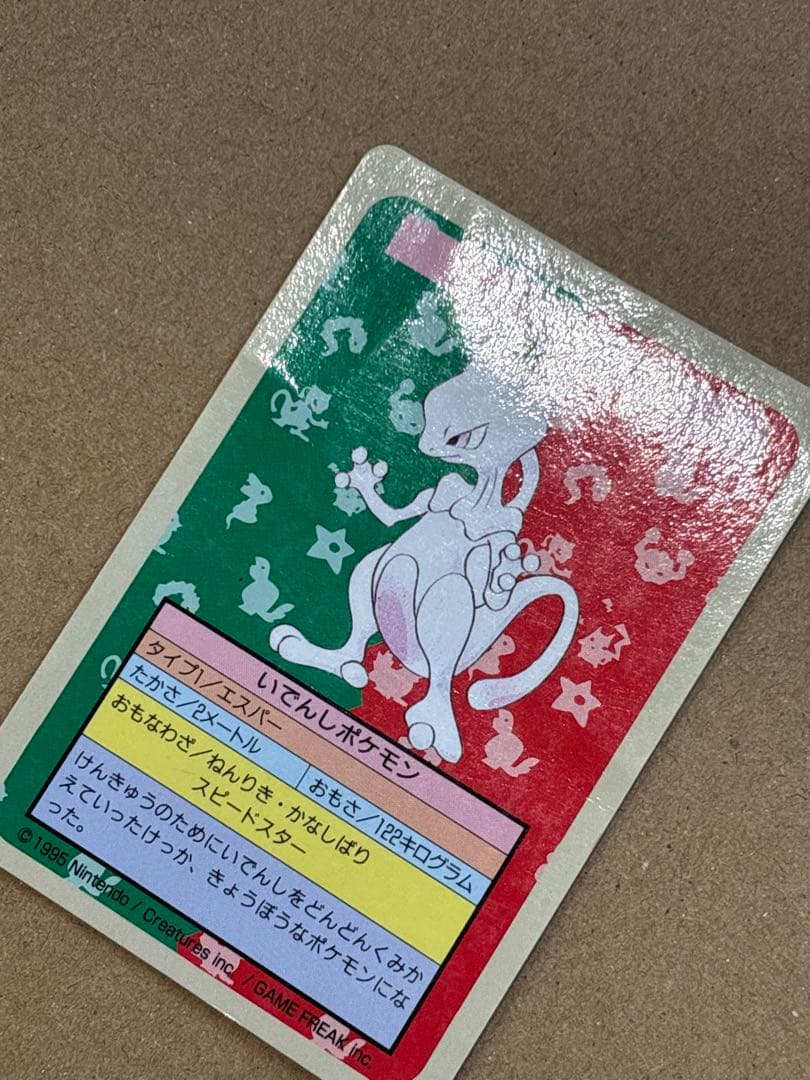 いでんしポケモン
タイプ1/エスパー
たかさ/2メートル
おもさ/122キログラム
おもなわざ/ねんりき・かなしばり
スピードスター
けんきゅうのためにいでんしをどんどんくみか
えていったけっか、きょうぼうなポケモンにな
った。
© 1995 Nintendo / Creatures inc. / GAME FREAK inc.